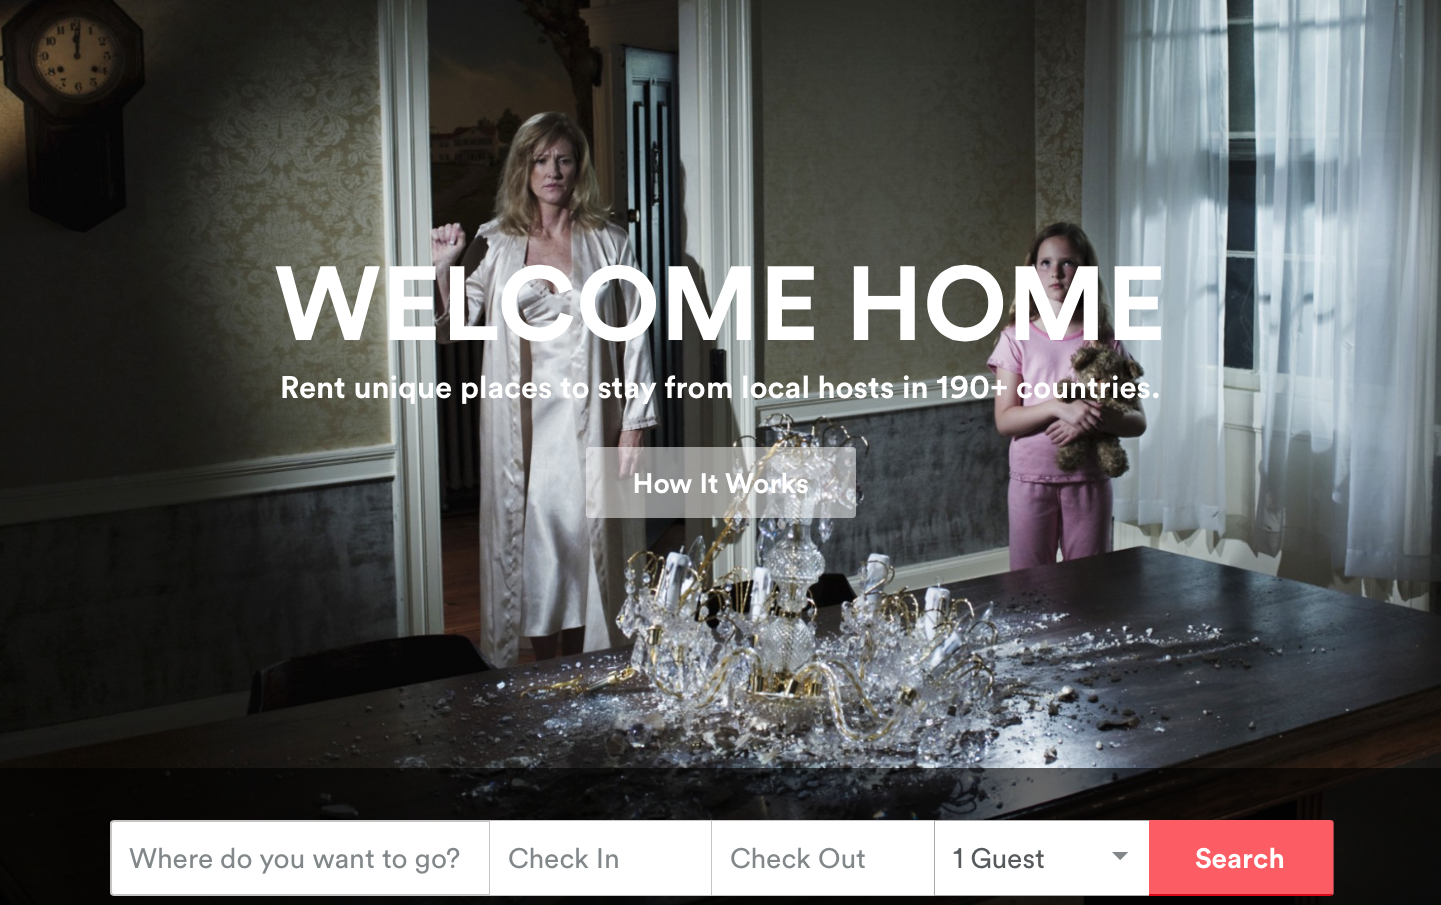 WELCOME HOME
Rent unique places to stay from local hosts in 190+ countries.
How It Works
Where do you want to go? Check In Check Out 1 Guest Search